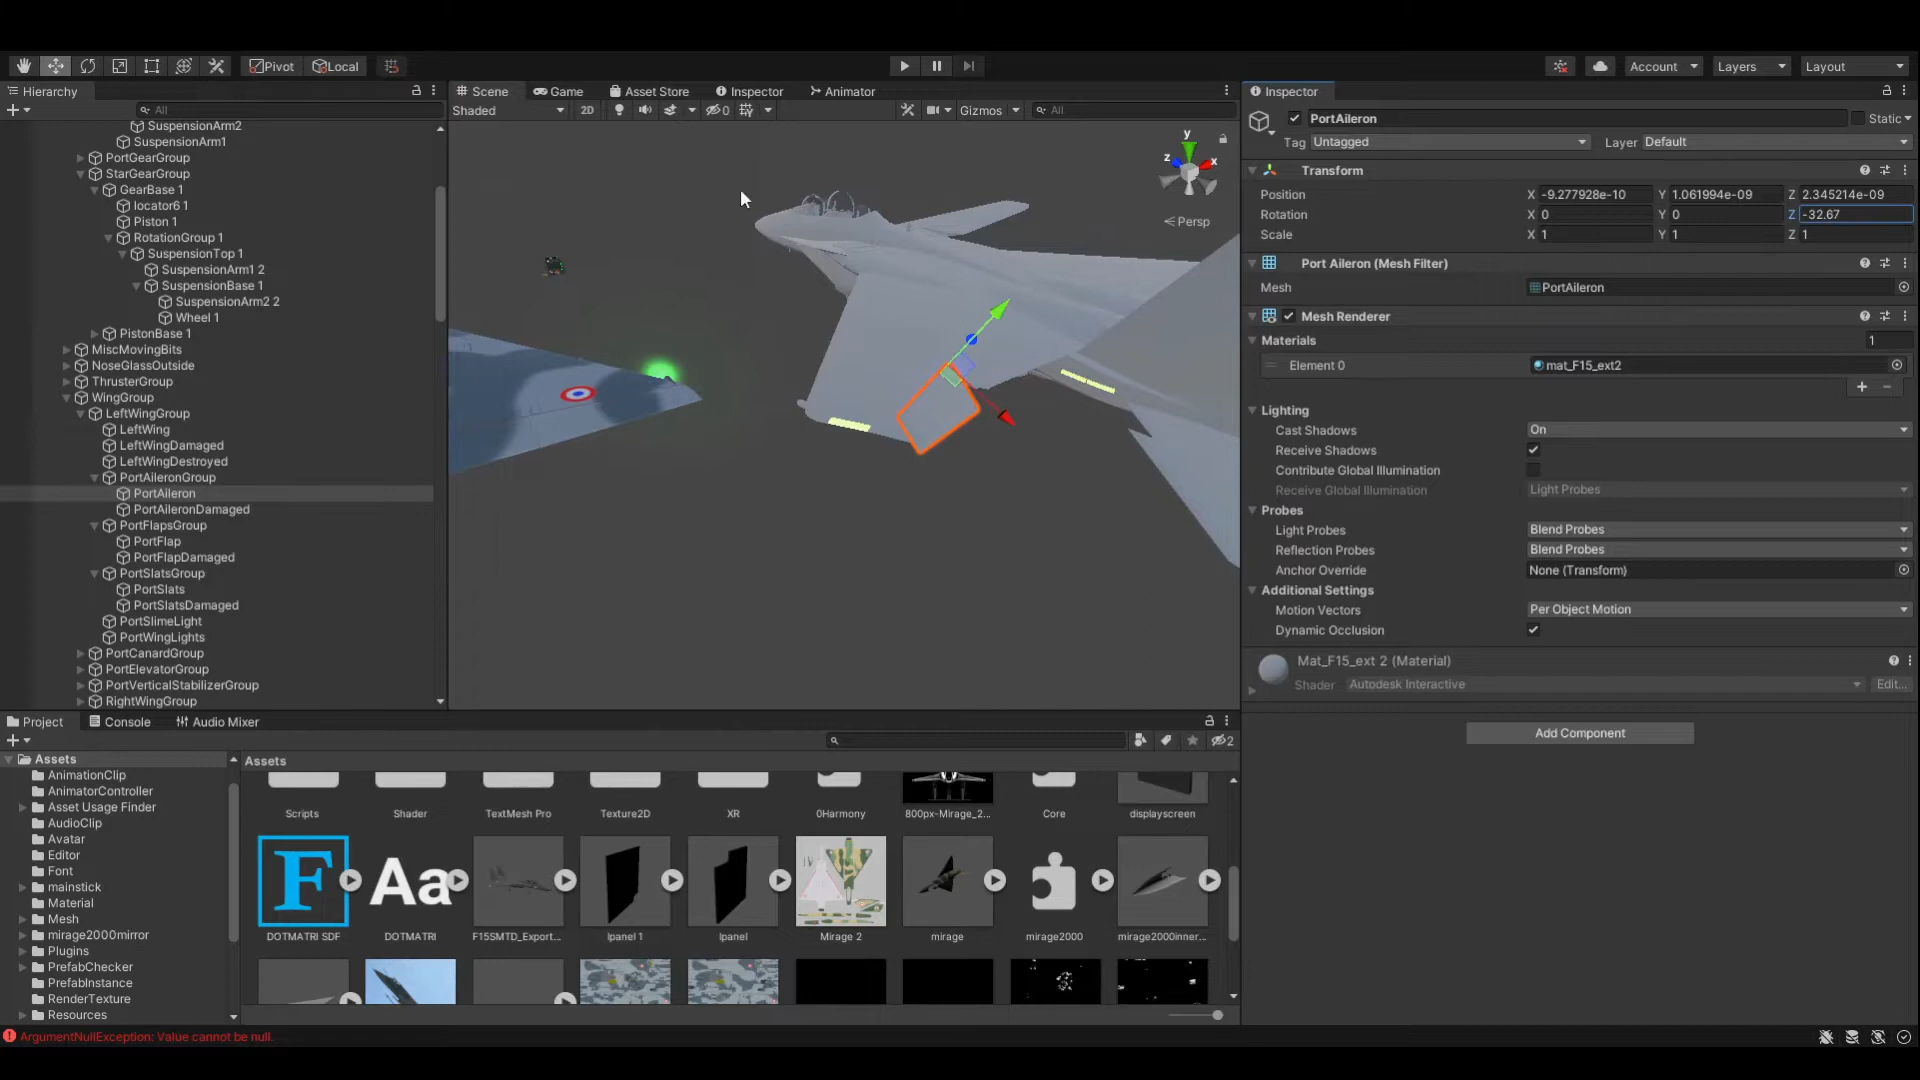 Pivot
Local
Account
Layers
Layout
Hierarchy
Scene
Game
Asset Store
Inspector
Animator
Inspector
All
Shaded
2D
0
Gizmos
All
PortAileron
Static
Tag
Untagged
Layer
Default
Transform
Position
X -9.277928e-10
Y 1.061994e-09
Z 2.345214e-09
Rotation
X 0
Y 0
Z -32.67
Scale
X 1
Y 1
Z 1
Port Aileron (Mesh Filter)
Mesh
PortAileron
Mesh Renderer
Materials
1
Element 0
mat_F15_ext2
Lighting
Cast Shadows
On
Receive Shadows
Contribute Global Illumination
Receive Global Illumination
Light Probes
Probes
Light Probes
Blend Probes
Reflection Probes
Blend Probes
Anchor Override
None (Transform)
Additional Settings
Motion Vectors
Per Object Motion
Dynamic Occlusion
Mat_F15_ext 2 (Material)
Shader
Autodesk Interactive
Edit...
Add Component
SuspensionArm2
SuspensionArm1
PortGearGroup
StarGearGroup
GearBase 1
locator6 1
Piston 1
RotationGroup 1
SuspensionTop 1
SuspensionArm1 2
SuspensionBase 1
SuspensionArm2 2
Wheel 1
PistonBase 1
MiscMovingBits
NoseGlassOutside
ThrusterGroup
WingGroup
LeftWingGroup
LeftWing
LeftWingDamaged
LeftWingDestroyed
PortAileronGroup
PortAileron
PortAileronDamaged
PortFlapsGroup
PortFlap
PortFlapDamaged
PortSlatsGroup
PortSlats
PortSlatsDamaged
PortSlimeLight
PortWingLights
PortCanardGroup
PortElevatorGroup
PortVerticalStabilizerGroup
RightWingGroup
y
z
x
Persp
Project
Console
Audio Mixer
2
Assets
AnimationClip
AnimatorController
Asset Usage Finder
AudioClip
Avatar
Editor
Font
mainstick
Material
Mesh
mirage2000mirror
Plugins
PrefabChecker
PrefabInstance
RenderTexture
Resources
Assets
Scripts
Shader
TextMesh Pro
Texture2D
XR
0Harmony
800px-Mirage_2...
Core
displayscreen
F
Aa
DOTMATRI SDF
DOTMATRI
F15SMTD_Export...
lpanel 1
lpanel
Mirage 2
mirage
mirage2000
mirage2000inner...
ArgumentNullException: Value cannot be null.